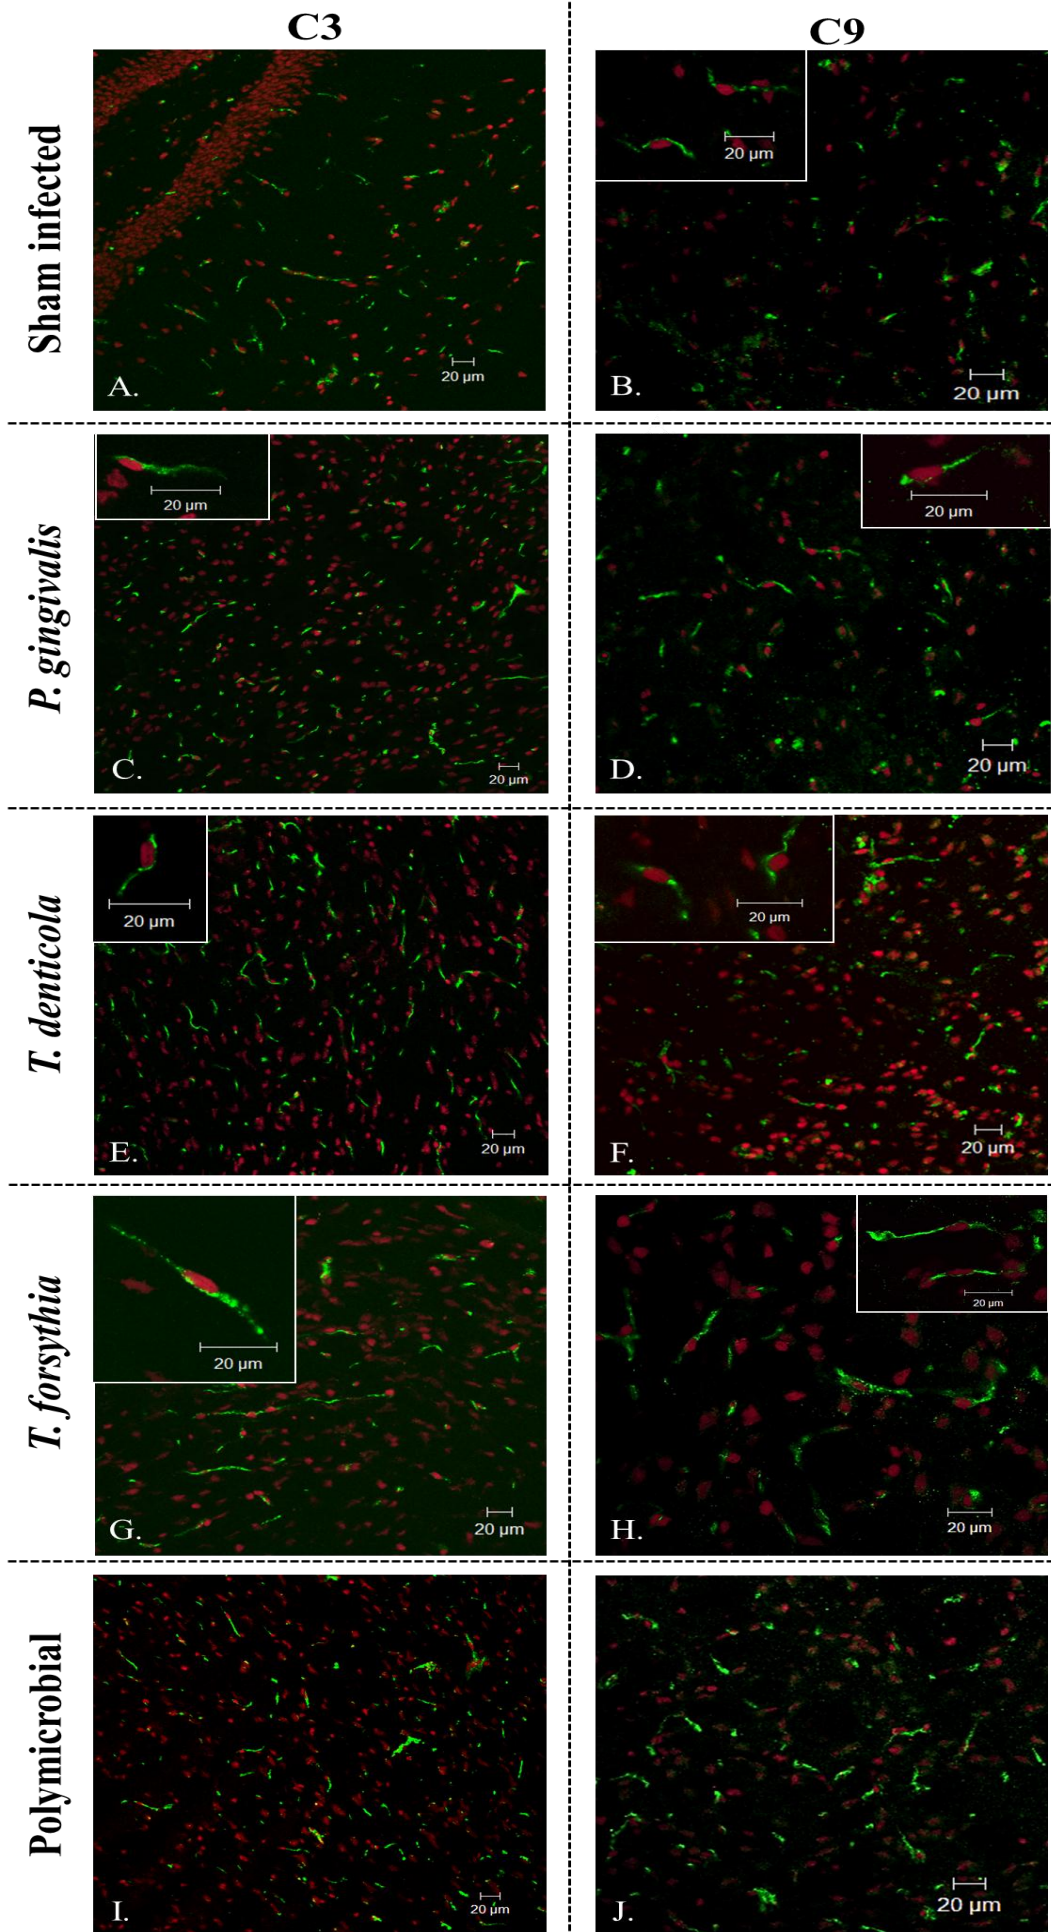 C3
C9
Sham infected
20 µm
20 µm
A.
20 µm
B.
P. gingivalis
20 µm
20 µm
C.
20 µm
D.
20 µm
T. denticola
20 µm
20 µm
E.
20 µm
F.
20 µm
T. forsythia
20 µm
20 µm
G.
20 µm
H.
20 µm
Polymicrobial
I.
20 µm
J.
20 µm